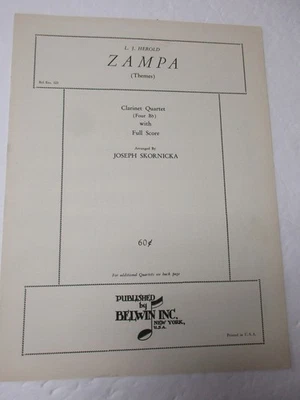 L. J. HEROLD
ZAMPA
(Themes)
Clarinet Quartet
(Four Bb)
with
Full Score
Arranged By
JOSEPH SKORNICKA
60¢
For additional Quartets see back page
PUBLISHED
by
BELWIN INC.
NEW YORK,
U.S.A.
Printed in U.S.A.